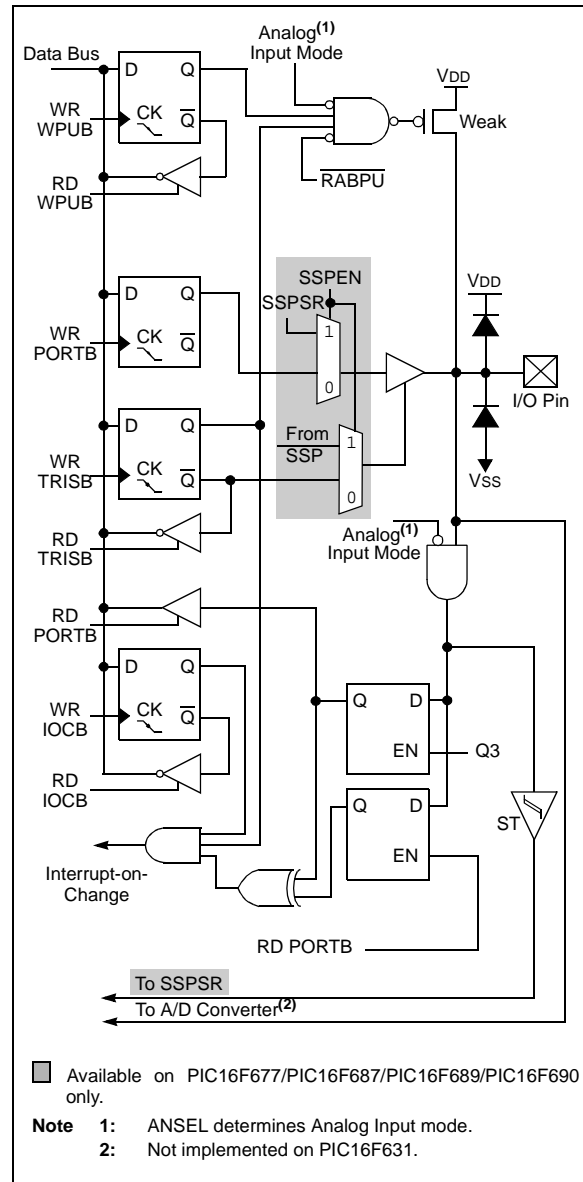 Data Bus
D Q
CK Q
WR
WPUB
RD
WPUB
Analog(1)
Input Mode
RABPU
VDD
Weak
D Q
CK Q
WR
PORTB
SSPEN
SSPSR
1
0
VDD
I/O Pin
VSS
D Q
CK Q
WR
TRISB
From
SSP
1
0
RD
TRISB
Analog(1)
Input Mode
RD
PORTB
D Q
CK Q
WR
IOCB
RD
IOCB
Q D
EN
Q3
Q D
EN
ST
Interrupt-on-
Change
RD PORTB
To SSPSR
To A/D Converter(2)
Available on PIC16F677/PIC16F687/PIC16F689/PIC16F690
only.
Note 1: ANSEL determines Analog Input mode.
2: Not implemented on PIC16F631.